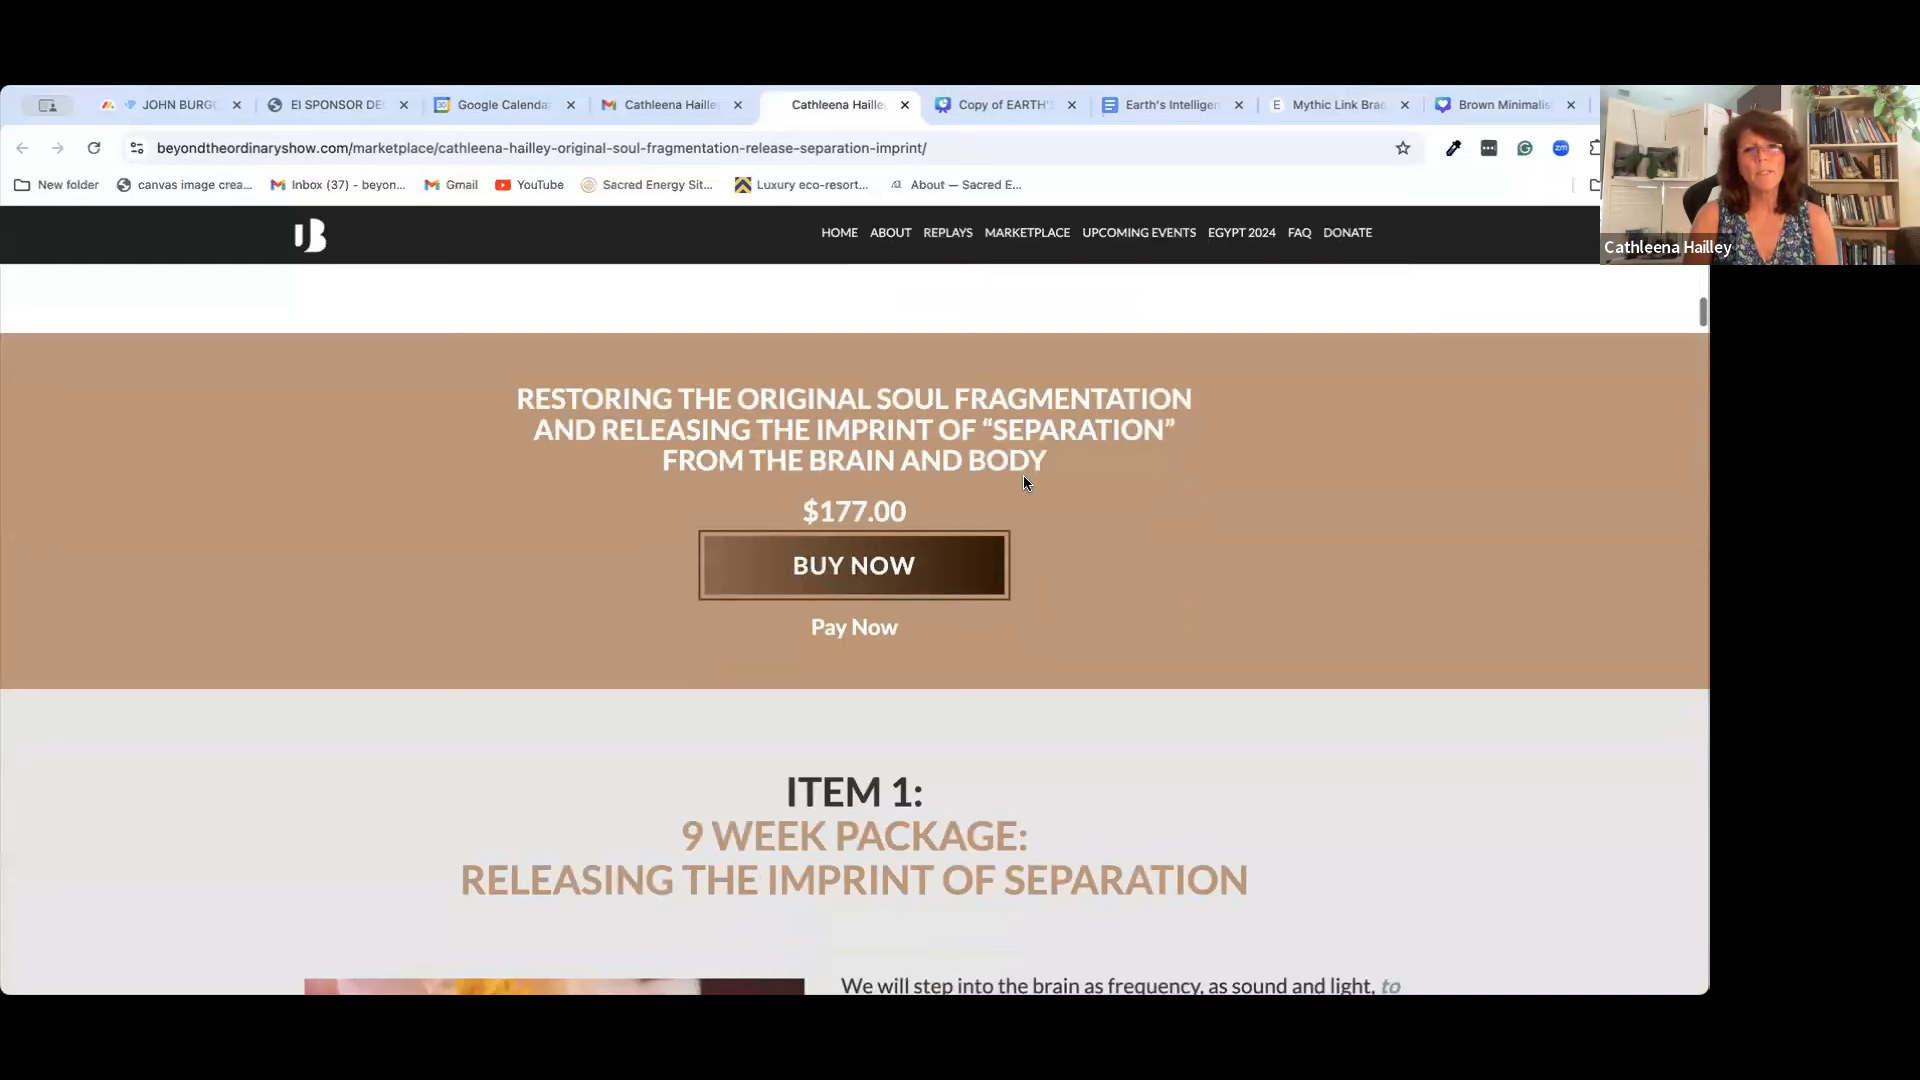 JOHN BURG
EI SPONSOR DE
Google Calenda
Cathleena Haille
Cathleena Haille
Copy of EARTH'S
Earth's Intelligen
Mythic Link Brac
Brown Minimalis
beyondtheordinaryshow.com/marketplace/cathleena-hailley-original-soul-fragmentation-release-separation-imprint/
zm
New folder
canvas image crea...
Inbox (37) - beyon...
Gmail
YouTube
Sacred Energy Sit...
Luxury eco-resort...
About — Sacred E...
HOME ABOUT REPLAYS MARKETPLACE UPCOMING EVENTS EGYPT 2024 FAQ DONATE
Cathleena Hailley
RESTORING THE ORIGINAL SOUL FRAGMENTATION
AND RELEASING THE IMPRINT OF “SEPARATION”
FROM THE BRAIN AND BODY
$177.00
BUY NOW
Pay Now
ITEM 1:
9 WEEK PACKAGE:
RELEASING THE IMPRINT OF SEPARATION
We will step into the brain as frequency, as sound and light, to